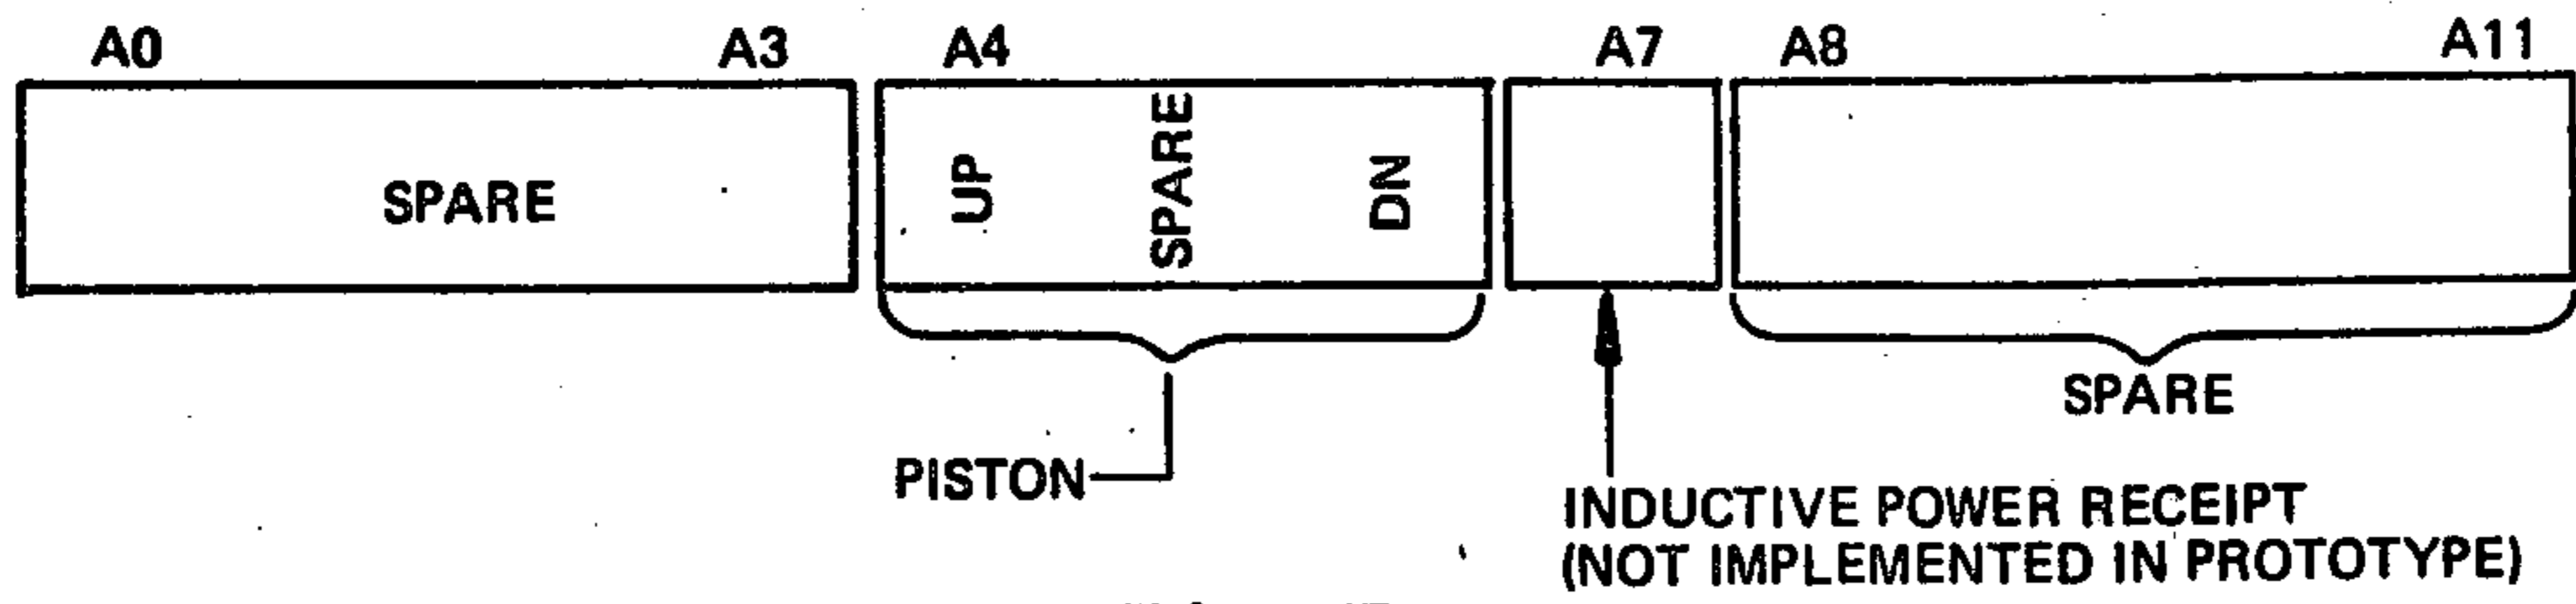 A0 A3 A4 A7 A8 A11
SPARE UP SPARE DN
SPARE
PISTON
INDUCTIVE POWER RECEIPT
(NOT IMPLEMENTED IN PROTOTYPE)